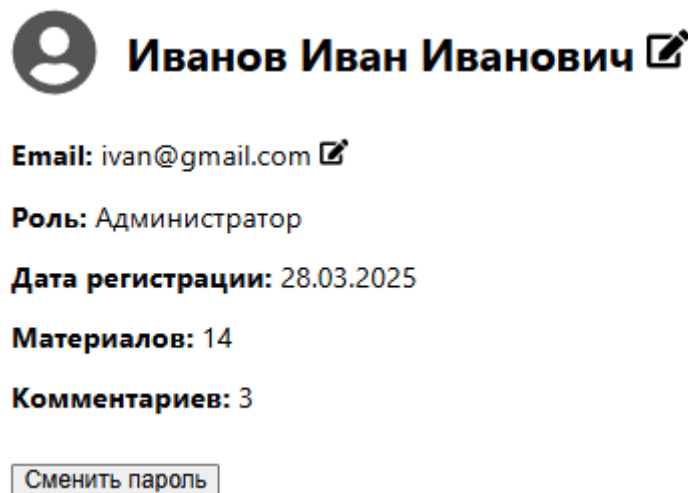 Иванов Иван Иванович
Email: ivan@gmail.com
Роль: Администратор
Дата регистрации: 28.03.2025
Материалов: 14
Комментариев: 3
Сменить пароль